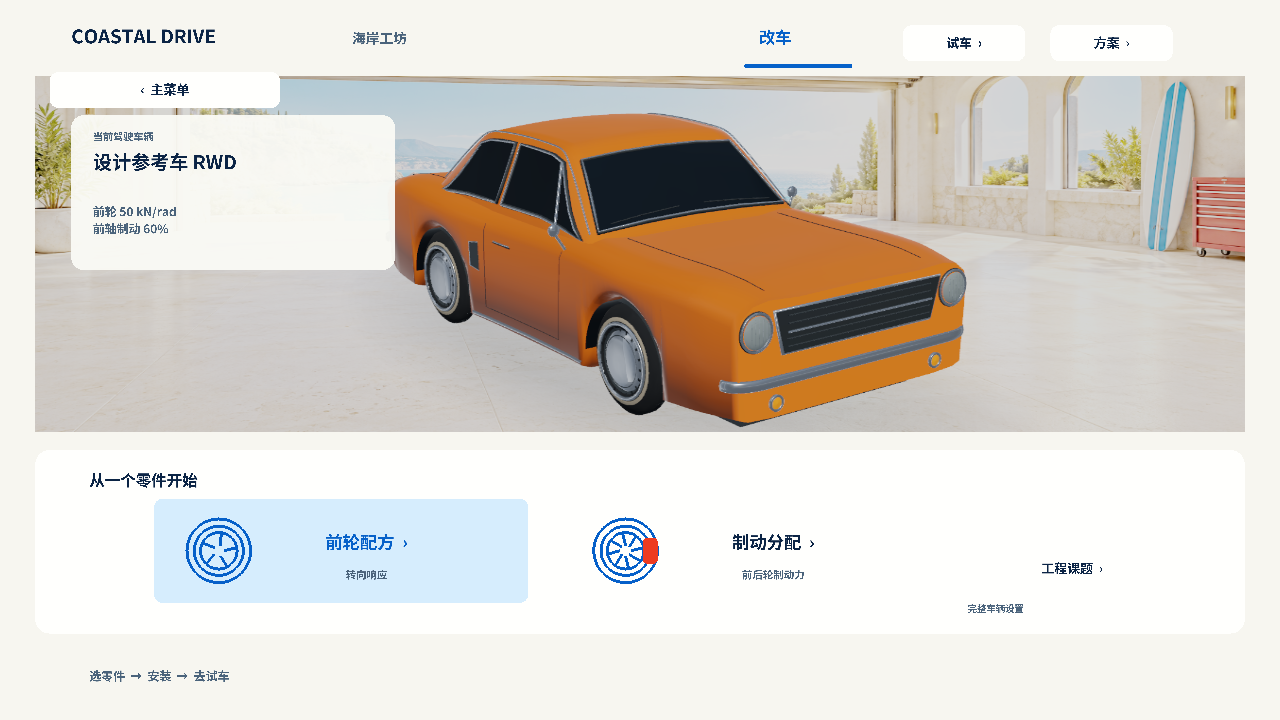 COASTAL DRIVE
海岸工坊
改车
试车 ›
方案 ›
‹ 主菜单
当前驾驶车辆
设计参考车 RWD
前轮 50 kN/rad
前轴制动 60%
从一个零件开始
前轮配方 ›
转向响应
制动分配 ›
前后轮制动力
工程课题 ›
完整车辆设置
选零件 → 安装 → 去试车